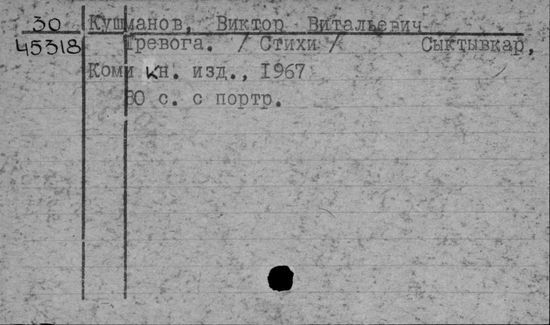 30 Кушманов, Виктор Витальевич
45318 Тревога. / Стихи / Сыктывкар,
Коми кн. изд., 1967
80 с. с портр.